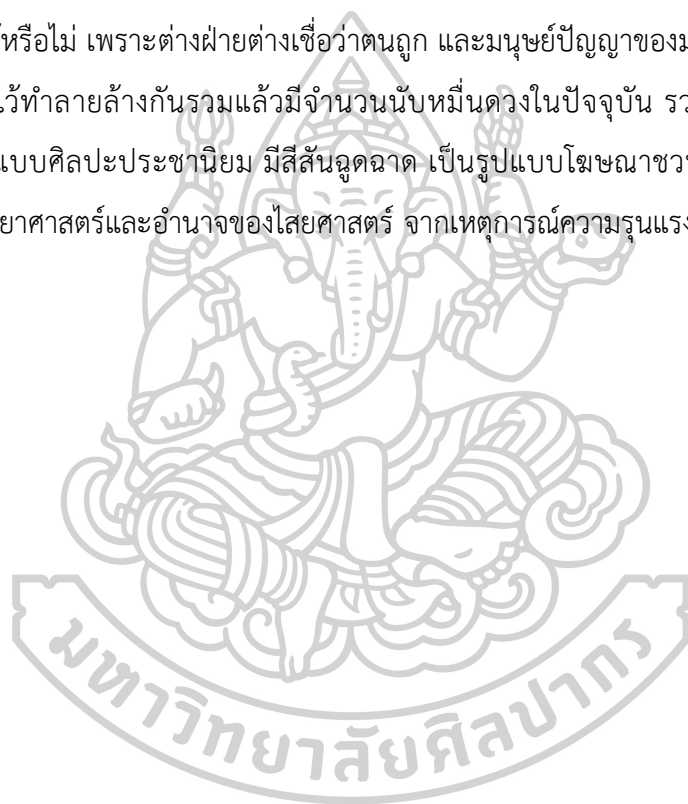 หรือไม่ เพราะต่างฝ่ายต่างเชื่อว่าตนถูก และมนุษย์ปัญญาของม
ว้ทำลายล้างกันรวมแล้วมีจำนวนนับหมื่นดวงในปัจจุบัน รว
แบบศิลปะประชานิยม มีสีสันฉูดฉาด เป็นรูปแบบโฆษณาชวน
ยาศาสตร์และอำนาจของไสยศาสตร์ จากเหตุการณ์ความรุนแรง
มหาวิทยาลัยศิลปากร